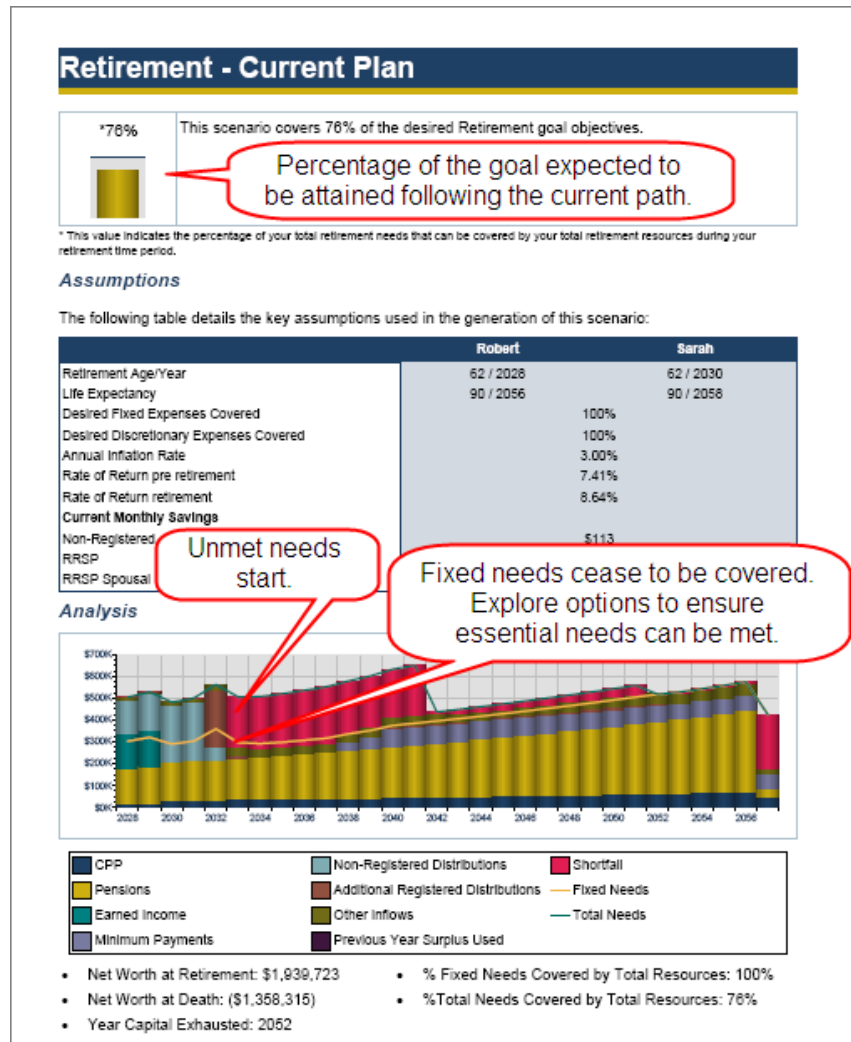 Retirement - Current Plan
*76%
This scenario covers 76% of the desired Retirement goal objectives.
Percentage of the goal expected to
be attained following the current path.
* This value indicates the percentage of your total retirement needs that can be covered by your total retirement resources during your
retirement time period.
Assumptions
The following table details the key assumptions used in the generation of this scenario:
Robert Sarah
Retirement Age/Year 62 / 2028 62 / 2030
Life Expectancy 90 / 2056 90 / 2058
Desired Fixed Expenses Covered 100%
Desired Discretionary Expenses Covered 100%
Annual Inflation Rate 3.00%
Rate of Return pre retirement 7.41%
Rate of Return retirement 8.64%
Current Monthly Savings
Non-Registered $113
RRSP
RRSP Spousal
Unmet needs
start.
Fixed needs cease to be covered.
Explore options to ensure
essential needs can be met.
Analysis
$700K
$600K
$500K
$400K
$300K
$200K
$100K
$0K
2028 2030 2032 2034 2036 2038 2040 2042 2044 2046 2048 2050 2052 2054 2056
CPP Non-Registered Distributions Shortfall
Pensions Additional Registered Distributions Fixed Needs
Earned Income Other Inflows Total Needs
Minimum Payments Previous Year Surplus Used
• Net Worth at Retirement: $1,939,723 • % Fixed Needs Covered by Total Resources: 100%
• Net Worth at Death: ($1,358,315) • %Total Needs Covered by Total Resources: 76%
• Year Capital Exhausted: 2052